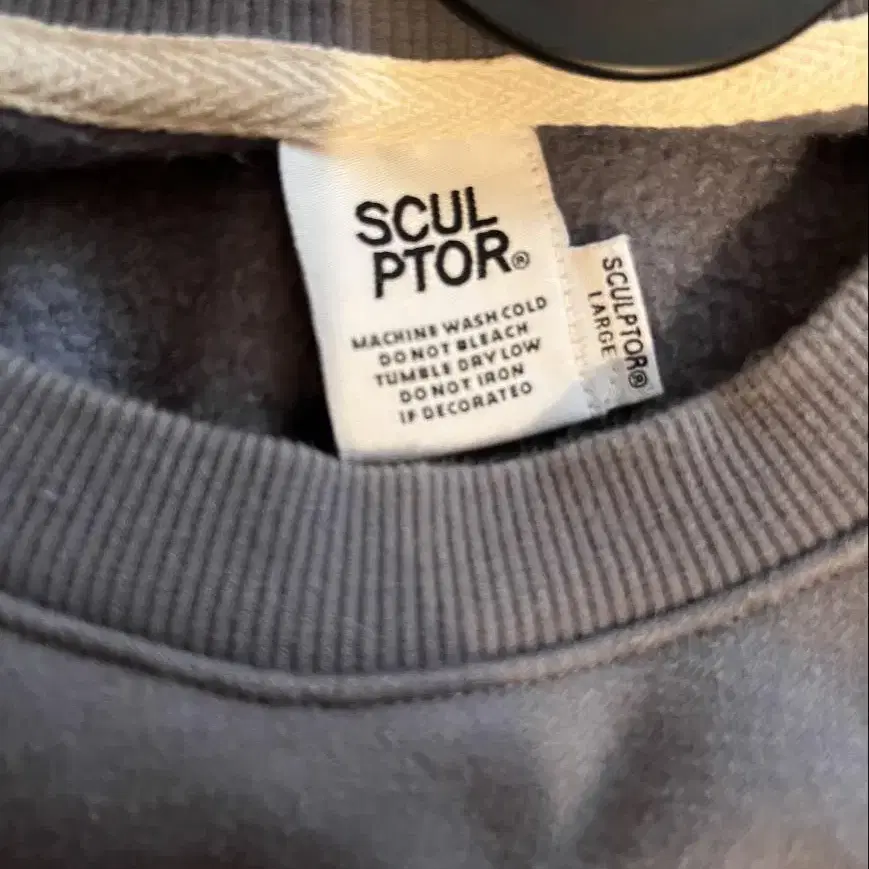 SCUL
PTOR®
MACHINE WASH COLD
DO NOT BLEACH
TUMBLE DRY LOW
DO NOT IRON
IF DECORATED
SCULPTOR®
LARGE